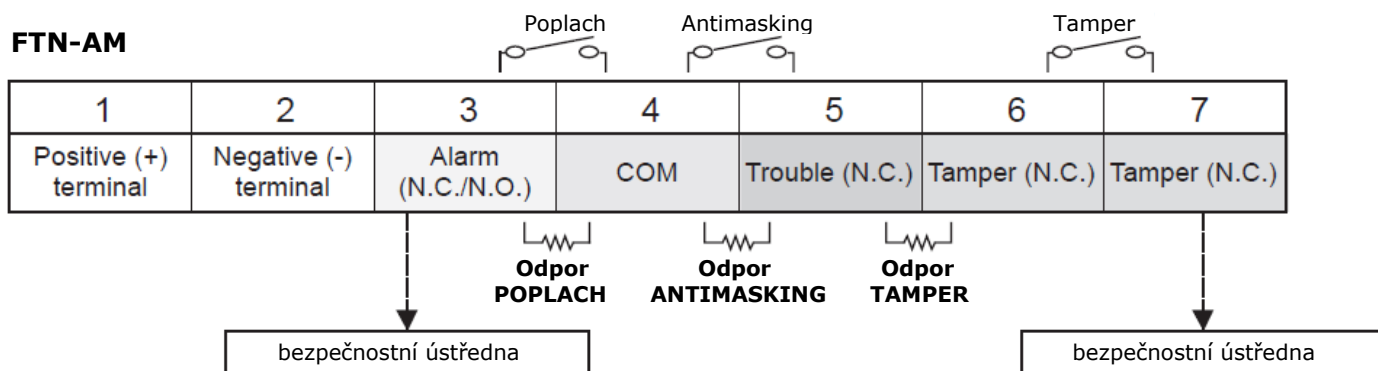 Poplach Antimasking Tamper
FTN-AM
1 2 3 4 5 6 7
Positive (+) Negative (-) Alarm
terminal terminal (N.C./N.O.) COM Trouble (N.C.) Tamper (N.C.) Tamper (N.C.)
Odpor Odpor Odpor
POPLACH ANTIMASKING TAMPER
bezpečnostní ústředna bezpečnostní ústředna